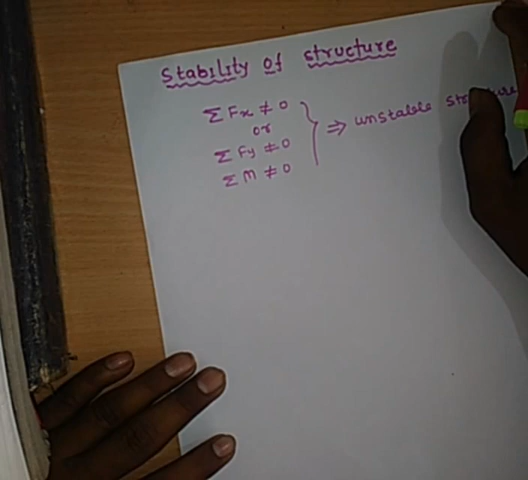 Stability of structure
ΣFx ≠ 0
or
ΣFy ≠ 0
ΣM ≠ 0
⇒ unstable